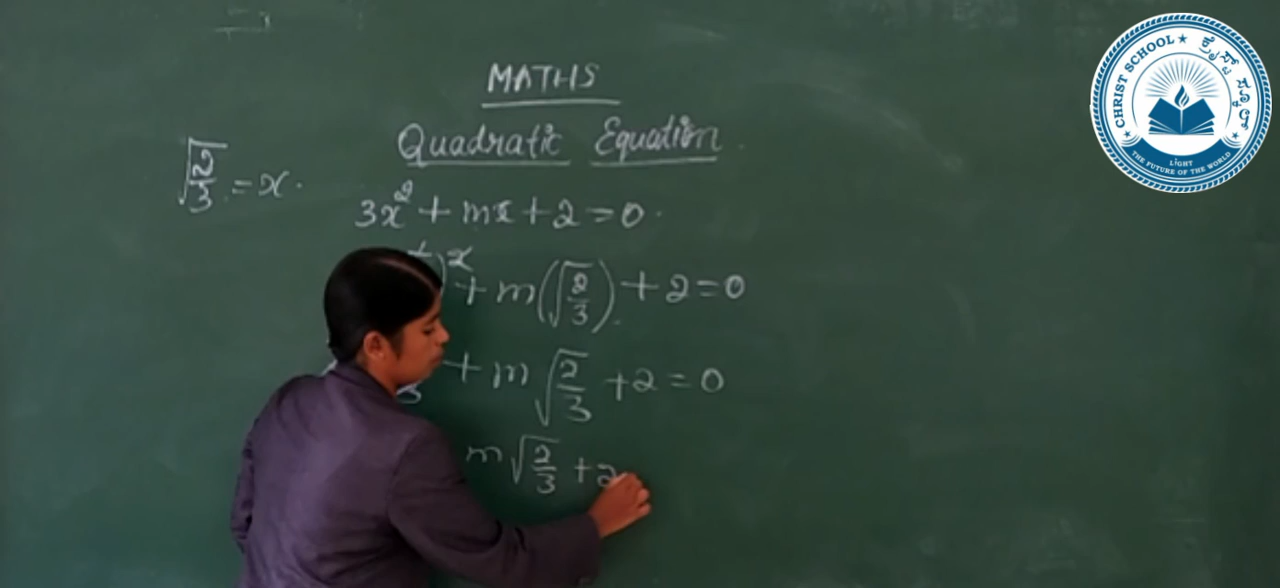 MATHS
Quadratic Equation
√(2/3) = x.
3x² + mx + 2 = 0.
+ m(√(2/3)) + 2 = 0
+ m √(2/3) + 2 = 0
m √(2/3) + 2
★ CHRIST SCHOOL ★ ಕ್ರೈಸ್ಟ್ ಸ್ಕೂಲ್
LIGHT
THE FUTURE OF THE WORLD